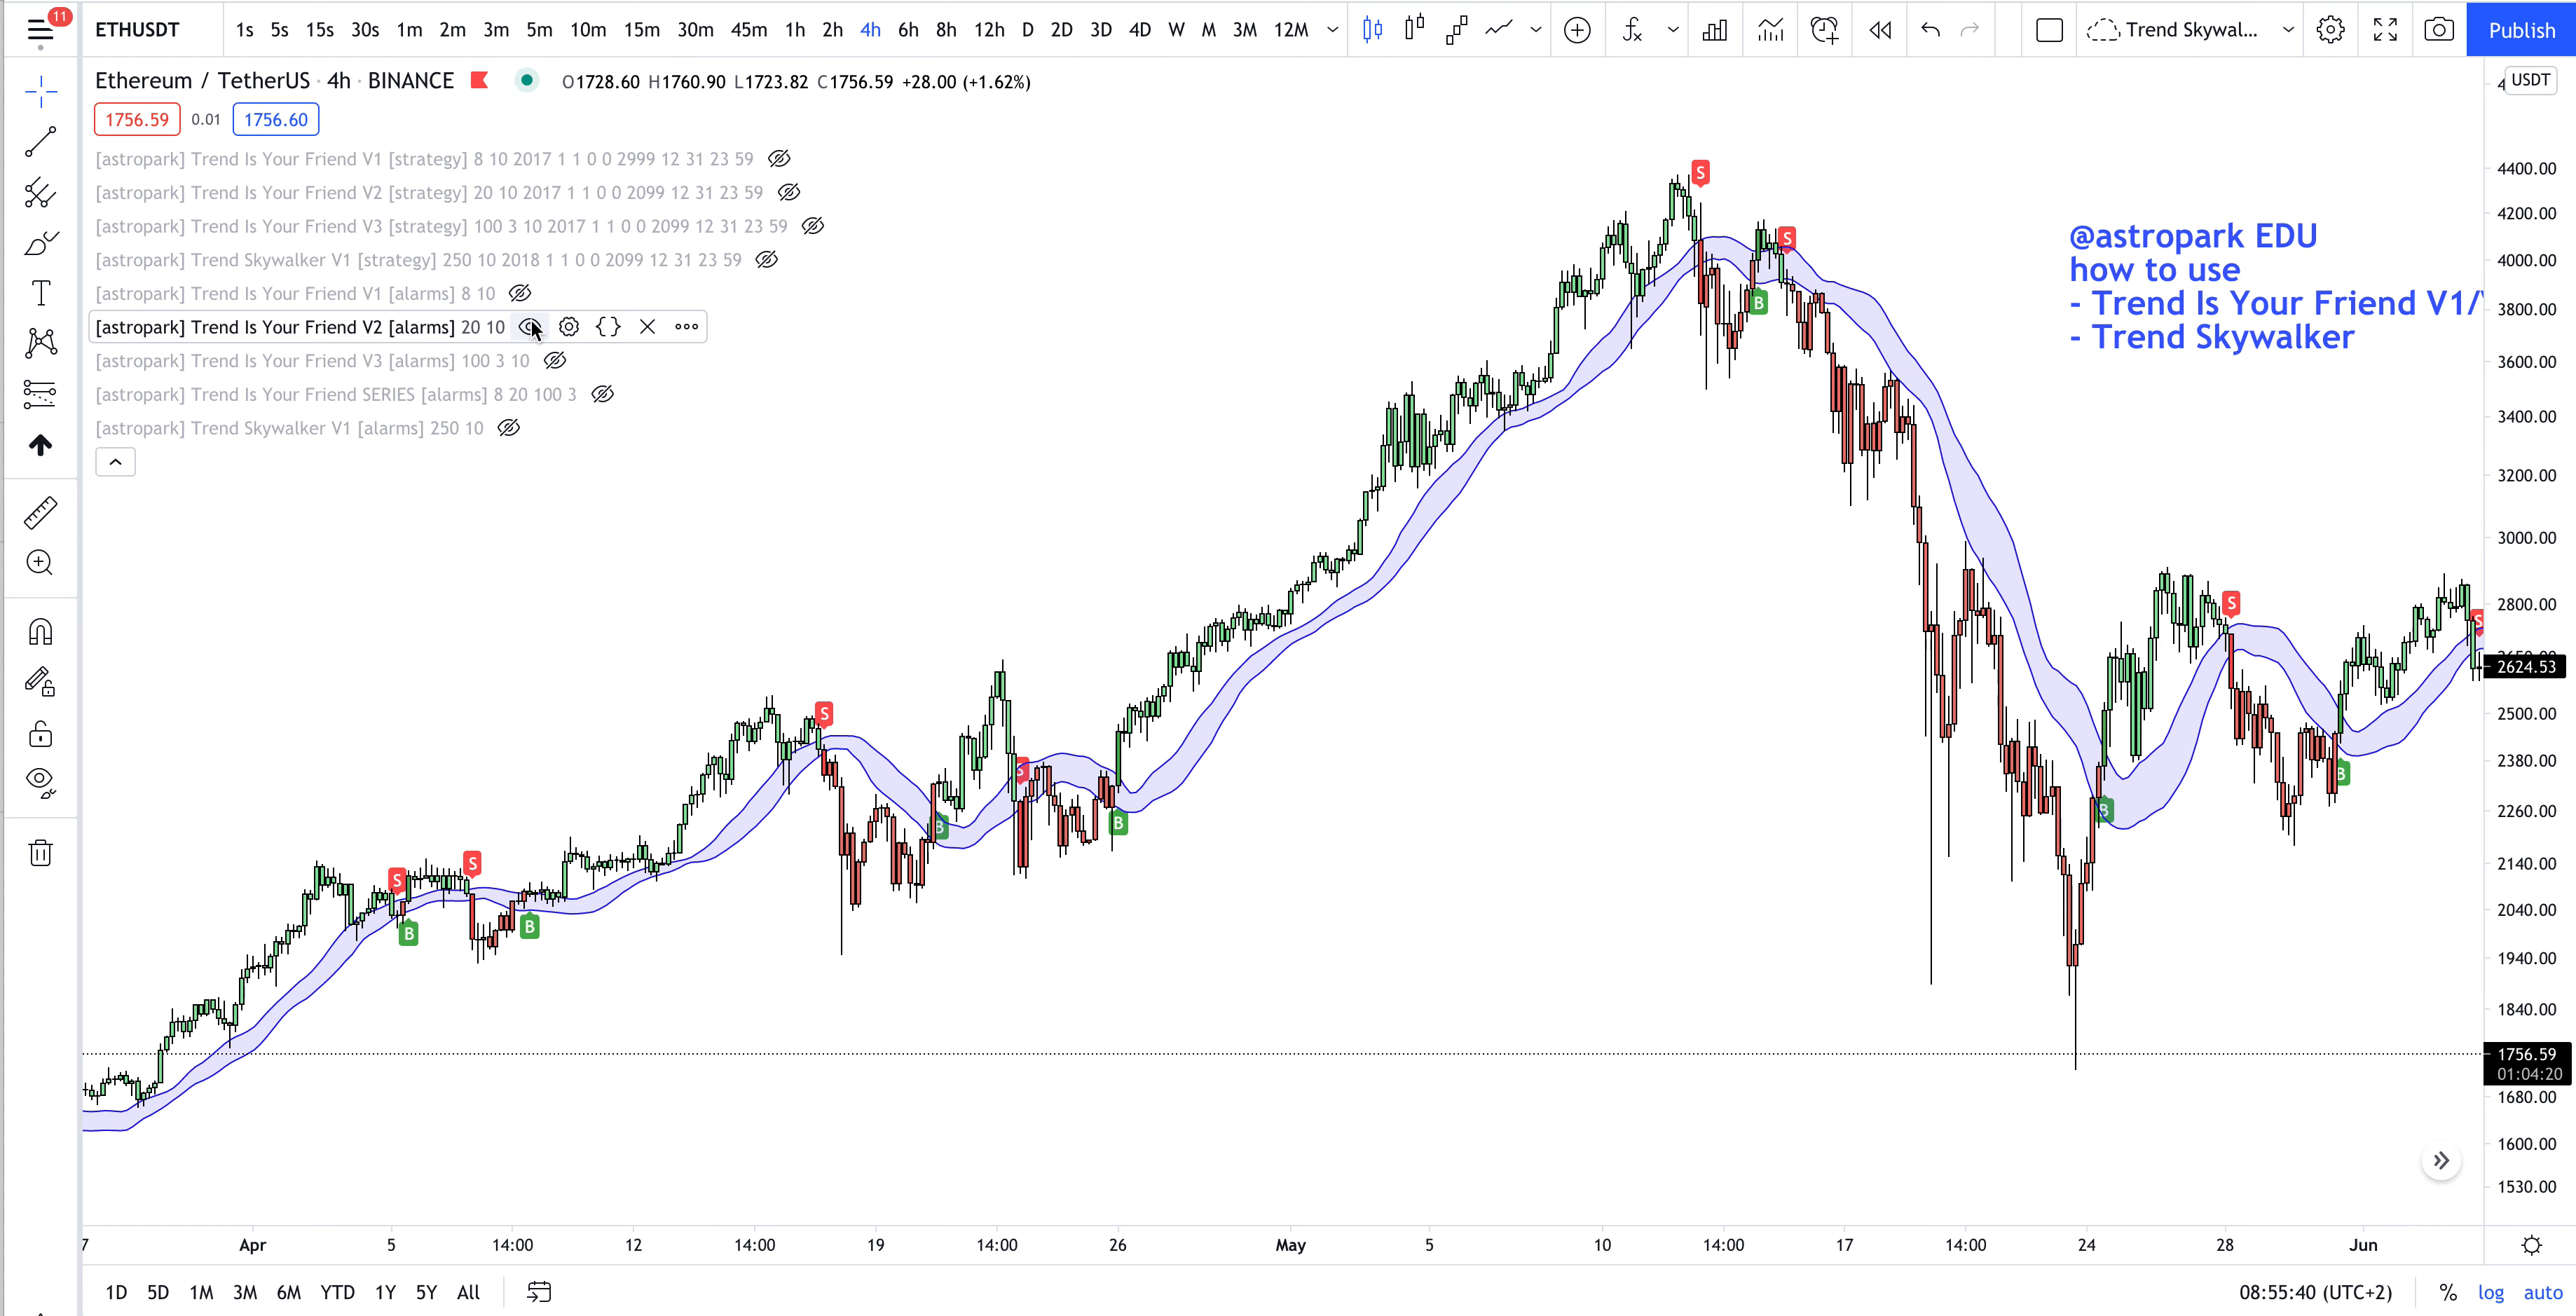 11
ETHUSDT 1s 5s 15s 30s 1m 2m 3m 5m 10m 15m 30m 45m 1h 2h 4h 6h 8h 12h D 2D 3D 4D W M 3M 12M Trend Skywal... Publish
Ethereum / TetherUS · 4h · BINANCE O1728.60 H1760.90 L1723.82 C1756.59 +28.00 (+1.62%)
1756.59 0.01 1756.60
[astropark] Trend Is Your Friend V1 [strategy] 8 10 2017 1 1 0 0 2999 12 31 23 59
[astropark] Trend Is Your Friend V2 [strategy] 20 10 2017 1 1 0 0 2099 12 31 23 59
[astropark] Trend Is Your Friend V3 [strategy] 100 3 10 2017 1 1 0 0 2099 12 31 23 59
[astropark] Trend Skywalker V1 [strategy] 250 10 2018 1 1 0 0 2099 12 31 23 59
[astropark] Trend Is Your Friend V1 [alarms] 8 10
[astropark] Trend Is Your Friend V2 [alarms] 20 10
[astropark] Trend Is Your Friend V3 [alarms] 100 3 10
[astropark] Trend Is Your Friend SERIES [alarms] 8 20 100 3
[astropark] Trend Skywalker V1 [alarms] 250 10
@astropark EDU
how to use
- Trend Is Your Friend V1/
- Trend Skywalker
S
S
B
S
S
S
S
S
B
B
B
S
S
B
B
B
USDT
4400.00
4200.00
4000.00
3800.00
3600.00
3400.00
3200.00
3000.00
2800.00
2624.53
2500.00
2380.00
2260.00
2140.00
2040.00
1940.00
1840.00
1756.59
01:04:20
1680.00
1600.00
1530.00
7 Apr 5 14:00 12 14:00 19 14:00 26 May 5 10 14:00 17 14:00 24 28 Jun
1D 5D 1M 3M 6M YTD 1Y 5Y All 08:55:40 (UTC+2) % log auto